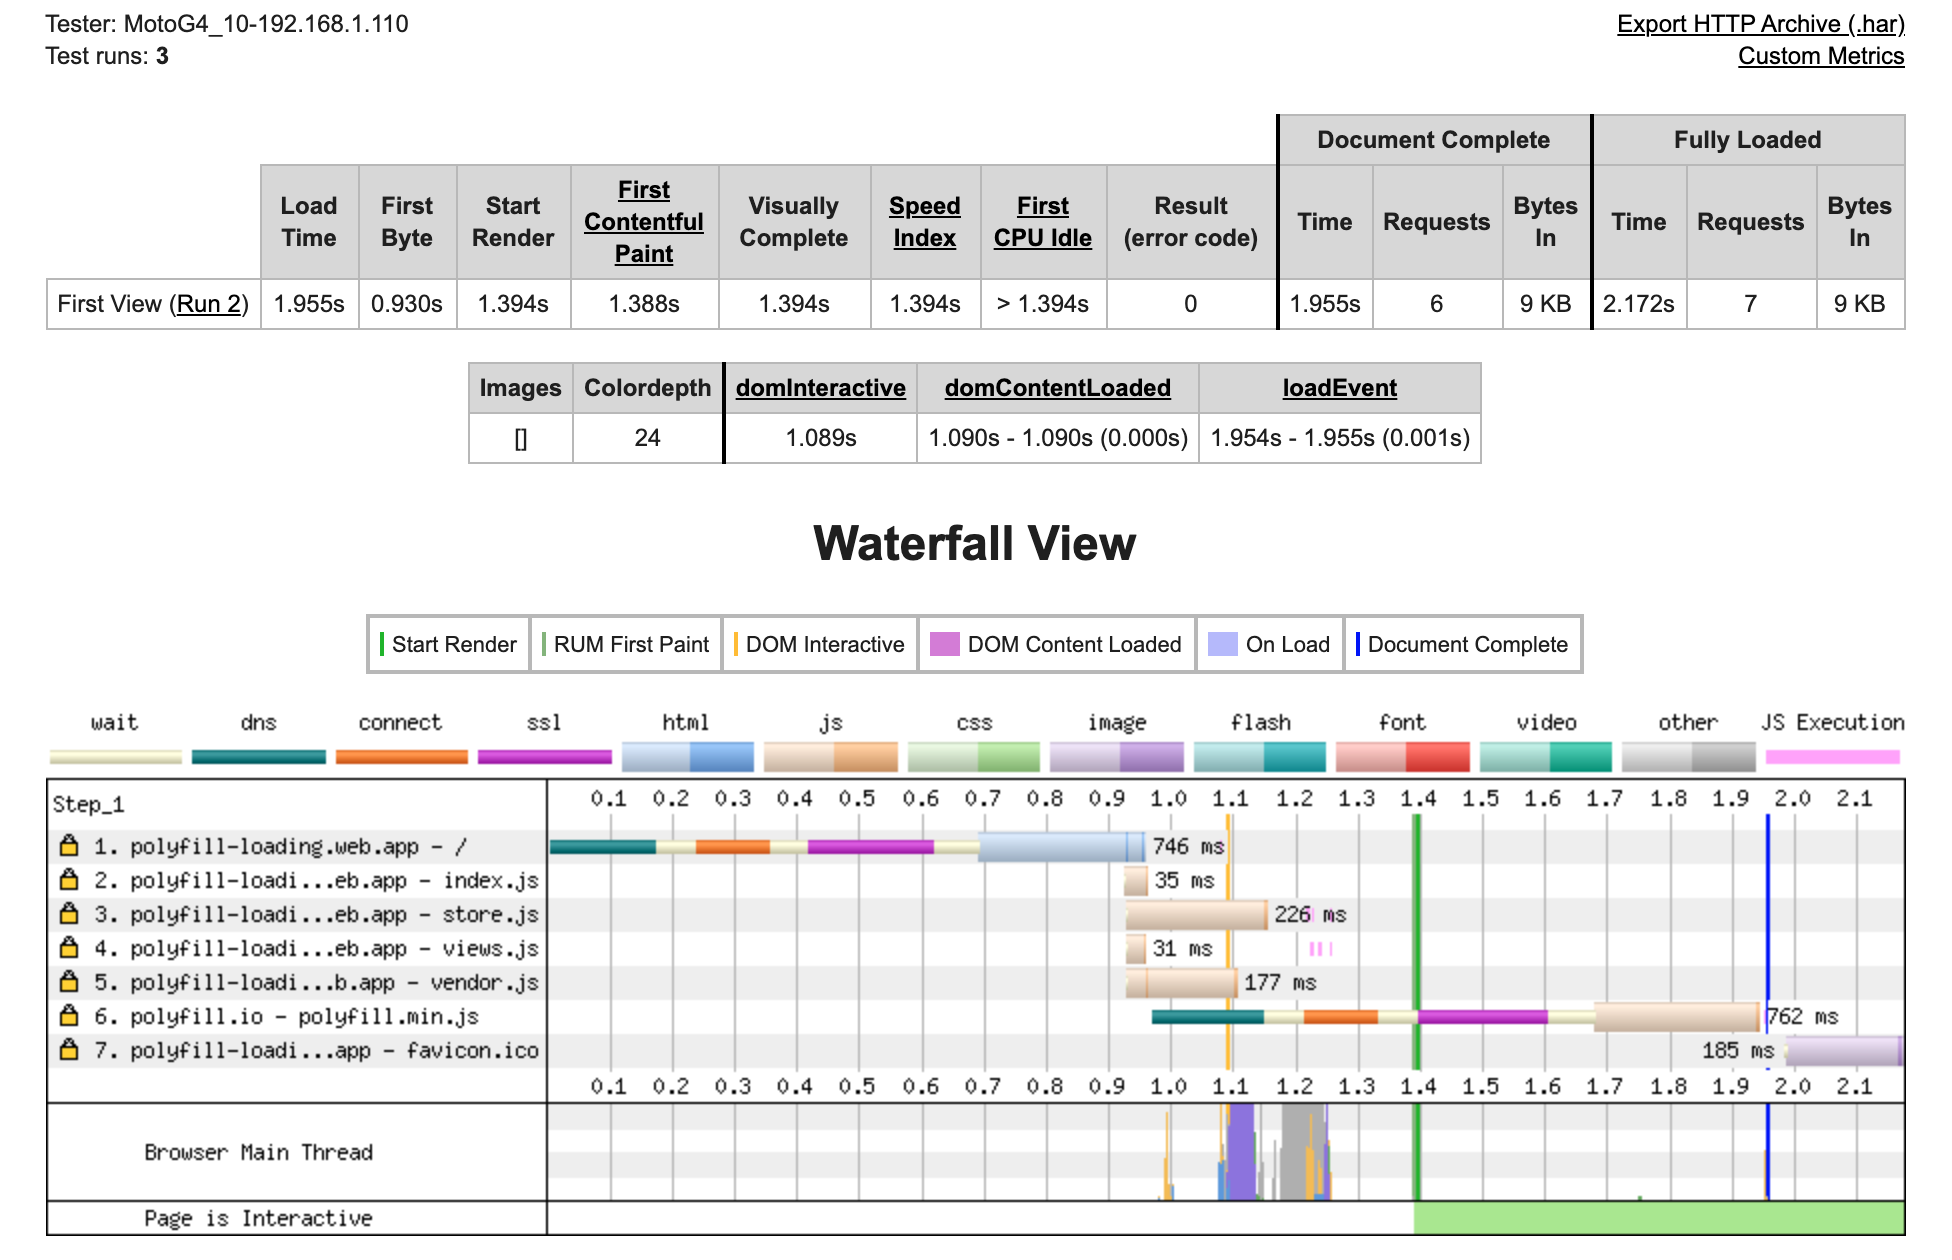 Tester: MotoG4_10-192.168.1.110
Test runs: 3
Export HTTP Archive (.har)
Custom Metrics
Document Complete Fully Loaded
Load Time First Byte Start Render First Contentful Paint Visually Complete Speed Index First CPU Idle Result (error code) Time Requests Bytes In Time Requests Bytes In
First View (Run 2) 1.955s 0.930s 1.394s 1.388s 1.394s 1.394s > 1.394s 0 1.955s 6 9 KB 2.172s 7 9 KB
Images Colordepth domInteractive domContentLoaded loadEvent
[] 24 1.089s 1.090s - 1.090s (0.000s) 1.954s - 1.955s (0.001s)
Waterfall View
Start Render RUM First Paint DOM Interactive DOM Content Loaded On Load Document Complete
wait dns connect ssl html js css image flash font video other JS Execution
Step_1 0.1 0.2 0.3 0.4 0.5 0.6 0.7 0.8 0.9 1.0 1.1 1.2 1.3 1.4 1.5 1.6 1.7 1.8 1.9 2.0 2.1
1. polyfill-loading.web.app - / 746 ms
2. polyfill-loadi...eb.app - index.js 35 ms
3. polyfill-loadi...eb.app - store.js 226 ms
4. polyfill-loadi...eb.app - views.js 31 ms
5. polyfill-loadi...b.app - vendor.js 177 ms
6. polyfill.io - polyfill.min.js 762 ms
7. polyfill-loadi...app - favicon.ico 185 ms
0.1 0.2 0.3 0.4 0.5 0.6 0.7 0.8 0.9 1.0 1.1 1.2 1.3 1.4 1.5 1.6 1.7 1.8 1.9 2.0 2.1
Browser Main Thread
Page is Interactive